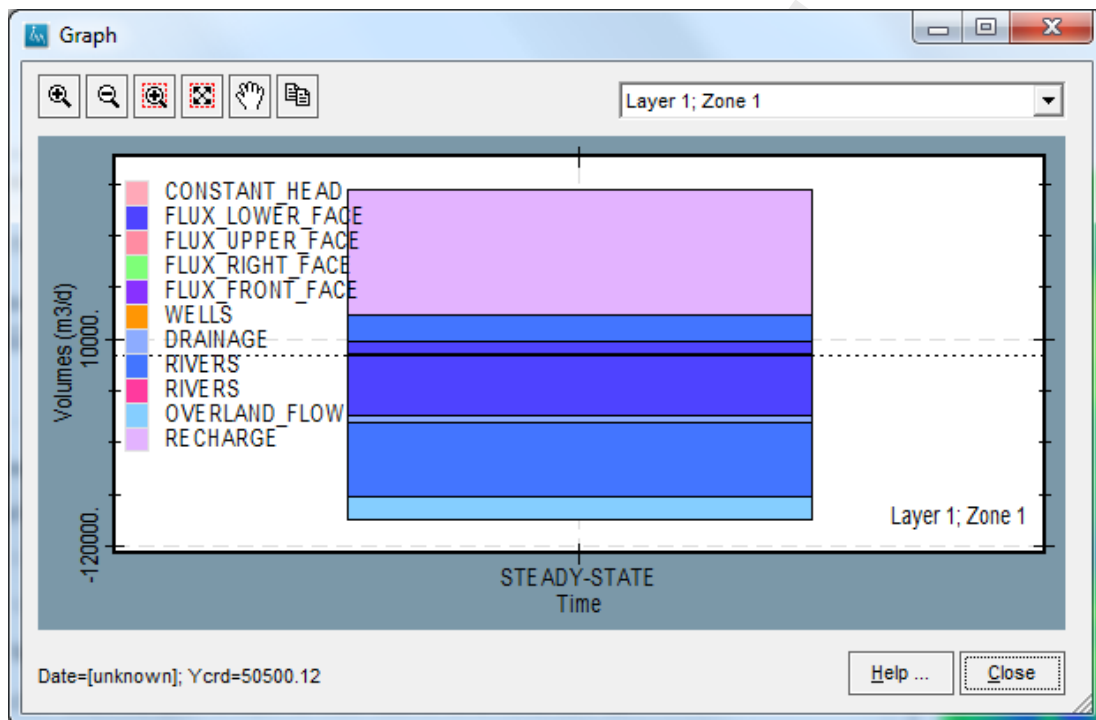 Graph
Layer 1; Zone 1
CONSTANT_HEAD
FLUX_LOWER_FACE
FLUX_UPPER_FACE
FLUX_RIGHT_FACE
FLUX_FRONT_FACE
WELLS
DRAINAGE
RIVERS
RIVERS
OVERLAND_FLOW
RECHARGE
Volumes (m3/d)
10000.
-120000.
Layer 1; Zone 1
STEADY-STATE
Time
Date=[unknown]; Ycrd=50500.12
Help ...
Close